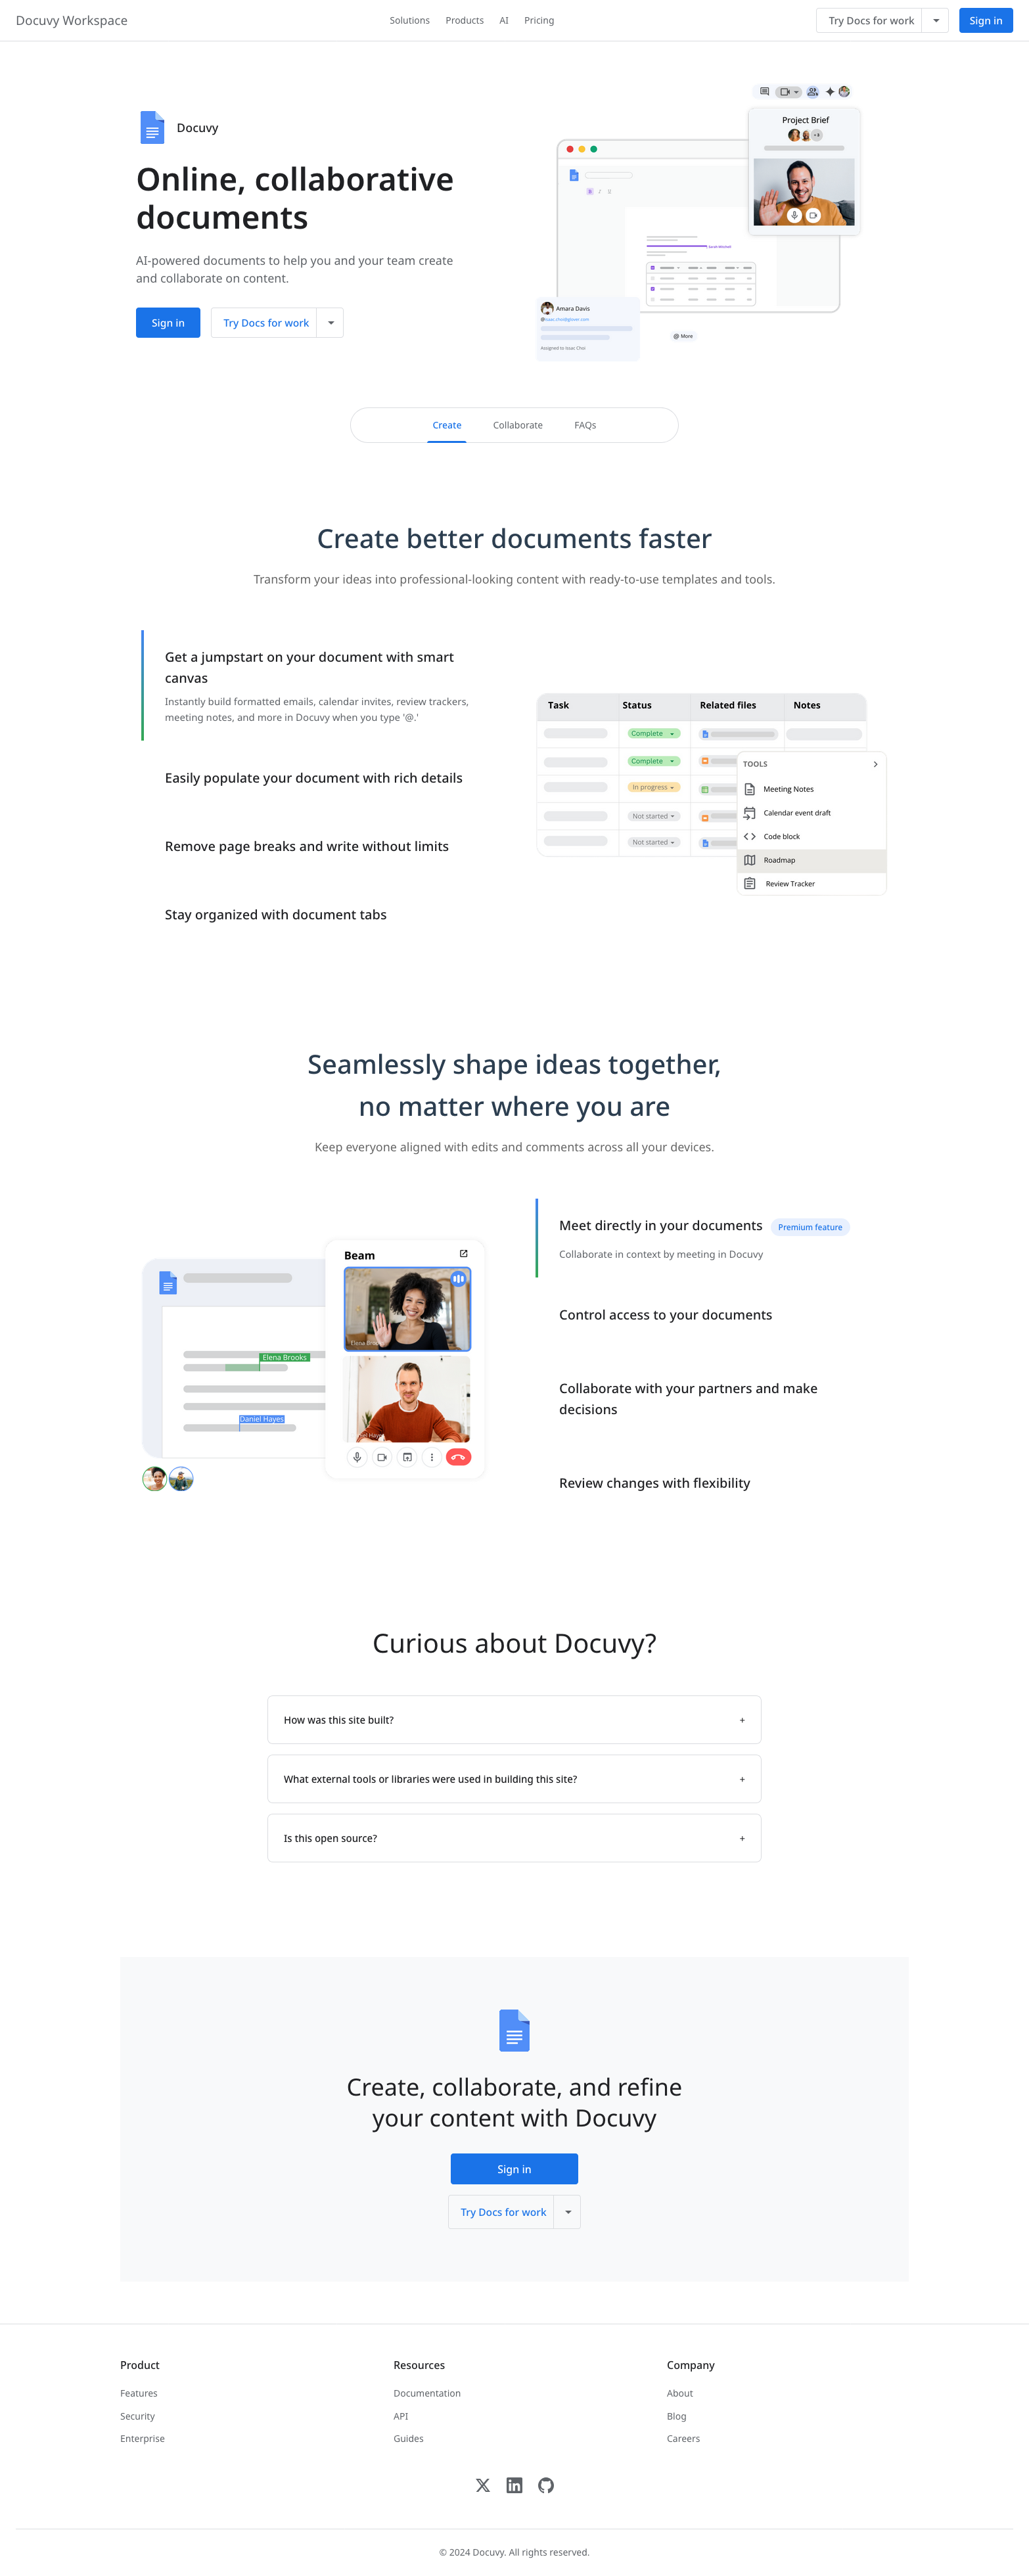 Docuvy Workspace
Solutions
Products
AI
Pricing
Try Docs for work
Sign in
Docuvy
Online, collaborative
documents
AI-powered documents to help you and your team create
and collaborate on content.
Sign in
Try Docs for work
Project Brief
Amara Davis
Assigned to Issac Choi
@ More
Create
Collaborate
FAQs
Create better documents faster
Transform your ideas into professional-looking content with ready-to-use templates and tools.
Get a jumpstart on your document with smart
canvas
Instantly build formatted emails, calendar invites, review trackers,
meeting notes, and more in Docuvy when you type '@.'
Easily populate your document with rich details
Remove page breaks and write without limits
Stay organized with document tabs
Task
Status
Related files
Notes
Complete
Complete
In progress
Not started
Not started
TOOLS
Meeting Notes
Calendar event draft
Code block
Roadmap
Review Tracker
Seamlessly shape ideas together,
no matter where you are
Keep everyone aligned with edits and comments across all your devices.
Beam
Elena Brooks
Daniel Hayes
Meet directly in your documents
Premium feature
Collaborate in context by meeting in Docuvy
Control access to your documents
Collaborate with your partners and make
decisions
Review changes with flexibility
Curious about Docuvy?
How was this site built?
+
What external tools or libraries were used in building this site?
+
Is this open source?
+
Create, collaborate, and refine
your content with Docuvy
Sign in
Try Docs for work
Product
Features
Security
Enterprise
Resources
Documentation
API
Guides
Company
About
Blog
Careers
© 2024 Docuvy. All rights reserved.